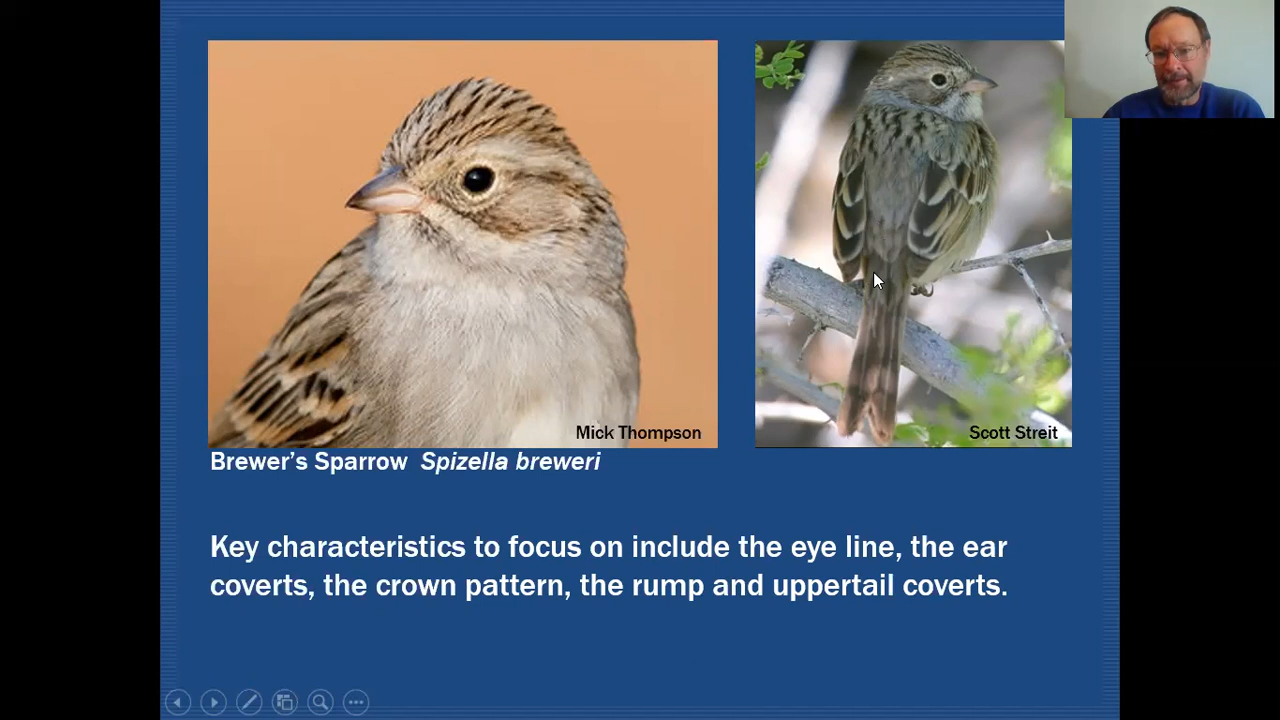 Mick Thompson
Scott Streit
Brewer's Sparrow Spizella breweri
Key characteristics to focus on include the eye line, the ear
coverts, the crown pattern, the rump and uppertail coverts.